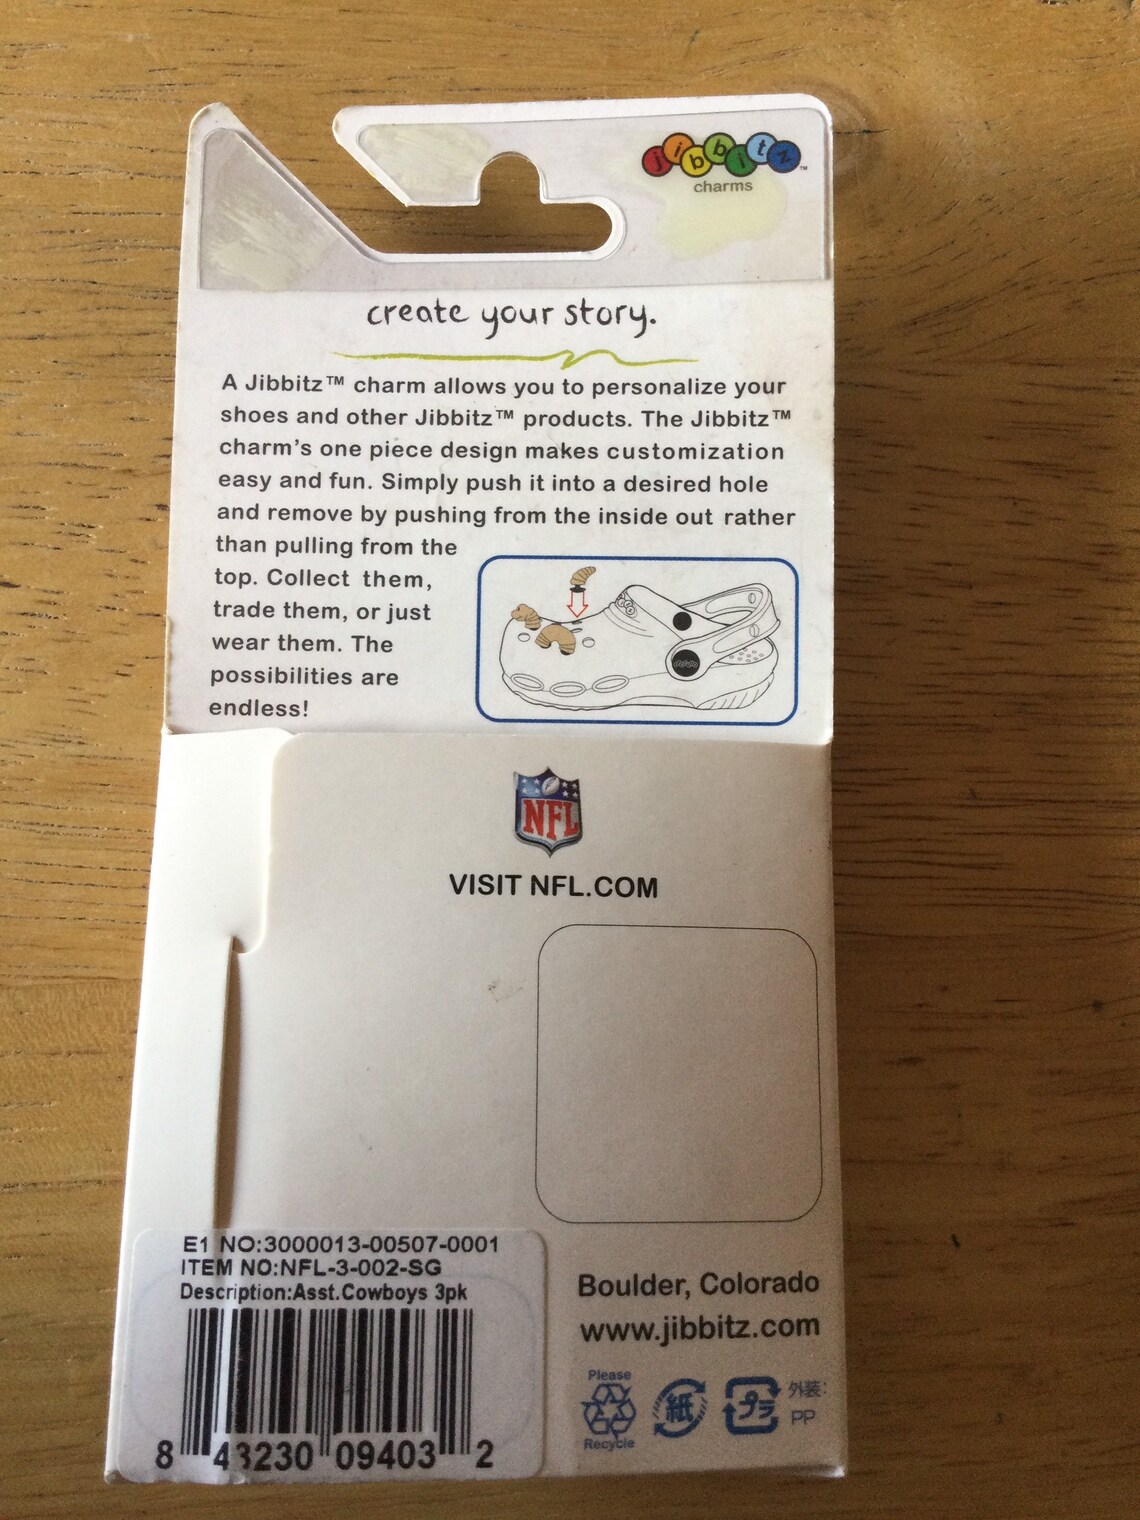 jibbitz™
charms
create your story.
A Jibbitz™ charm allows you to personalize your
shoes and other Jibbitz™ products. The Jibbitz™
charm's one piece design makes customization
easy and fun. Simply push it into a desired hole
and remove by pushing from the inside out rather
than pulling from the
top. Collect them,
trade them, or just
wear them. The
possibilities are
endless!
NFL
VISIT NFL.COM
E1 NO:3000013-00507-0001
ITEM NO:NFL-3-002-SG
Description:Asst.Cowboys 3pk
8 43230 09403 2
Boulder, Colorado
www.jibbitz.com
Please
Recycle
紙
プラ
外装:
PP